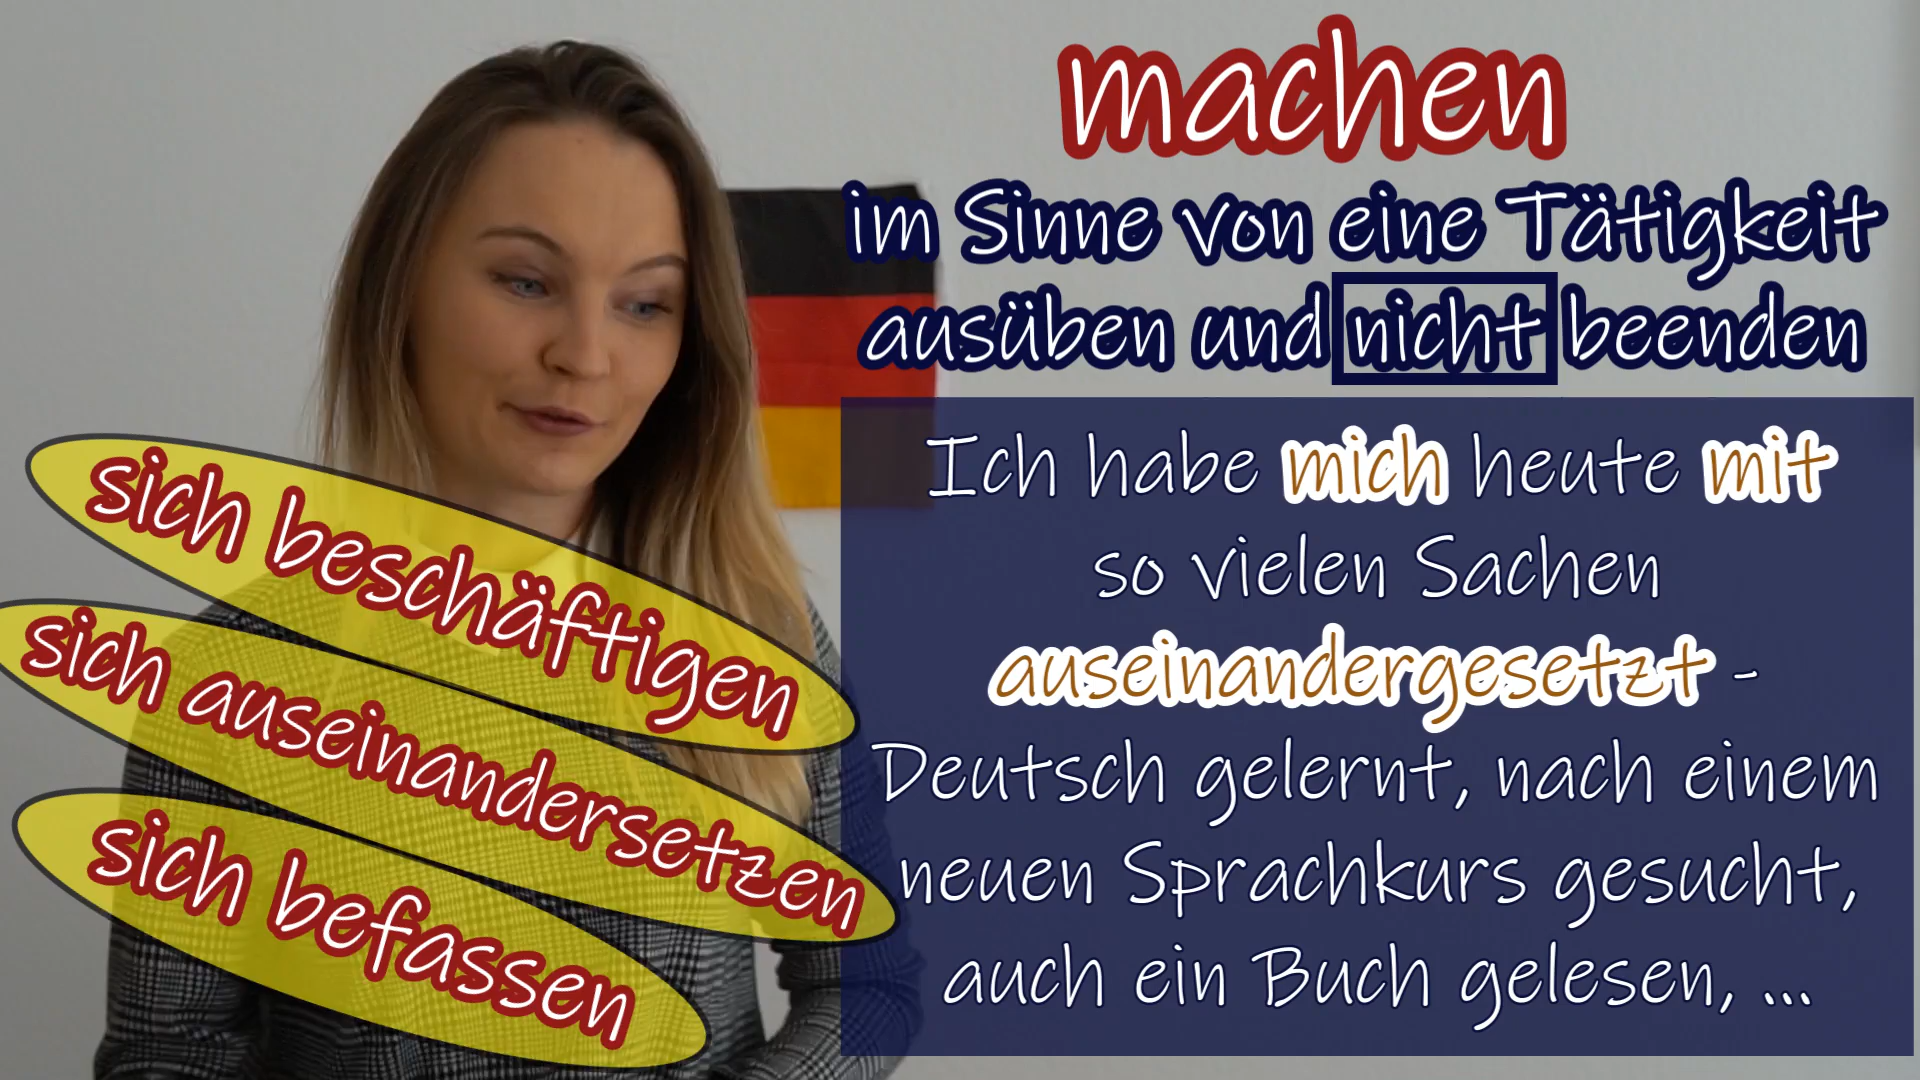 machen
im Sinne von eine Tätigkeit
ausüben und nicht beenden
sich beschäftigen
sich auseinandersetzen
sich befassen
Ich habe mich heute mit
so vielen Sachen
auseinandergesetzt -
Deutsch gelernt, nach einem
neuen Sprachkurs gesucht,
auch ein Buch gelesen, ...